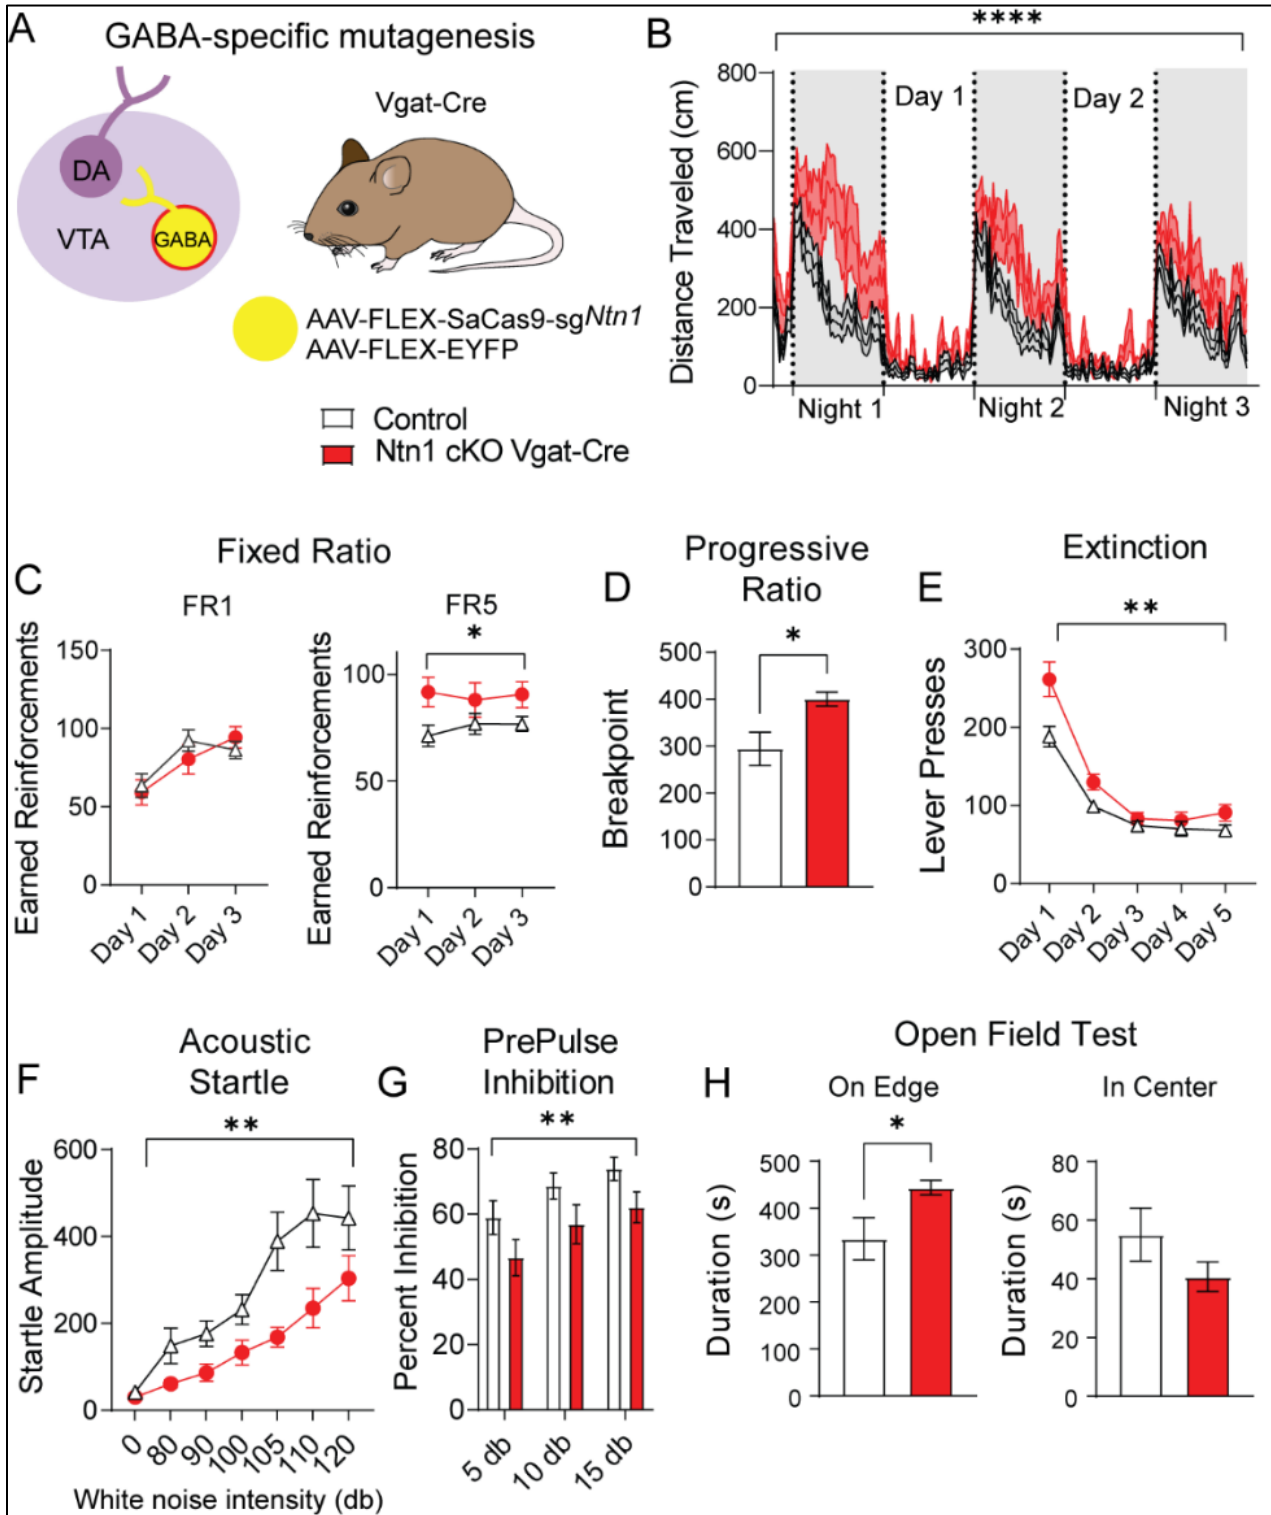 A
GABA-specific mutagenesis
DA
VTA
GABA
Vgat-Cre
AAV-FLEX-SaCas9-sgNtn1
AAV-FLEX-EYFP
Control
Ntn1 cKO Vgat-Cre
B
****
Distance Traveled (cm)
800
600
400
200
0
Day 1
Day 2
Night 1
Night 2
Night 3
Fixed Ratio
C
FR1
Earned Reinforcements
150
100
50
0
Day 1
Day 2
Day 3
FR5
*
Earned Reinforcements
100
50
0
Day 1
Day 2
Day 3
D
Progressive
Ratio
*
Breakpoint
500
400
300
200
100
0
E
Extinction
**
Lever Presses
300
200
100
0
Day 1
Day 2
Day 3
Day 4
Day 5
F
Acoustic
Startle
**
Startle Amplitude
600
400
200
0
0
80
90
100
105
110
120
White noise intensity (db)
G
PrePulse
Inhibition
**
Percent Inhibition
80
60
40
20
0
5 db
10 db
15 db
Open Field Test
H
On Edge
*
Duration (s)
500
400
300
200
100
0
In Center
Duration (s)
80
60
40
20
0